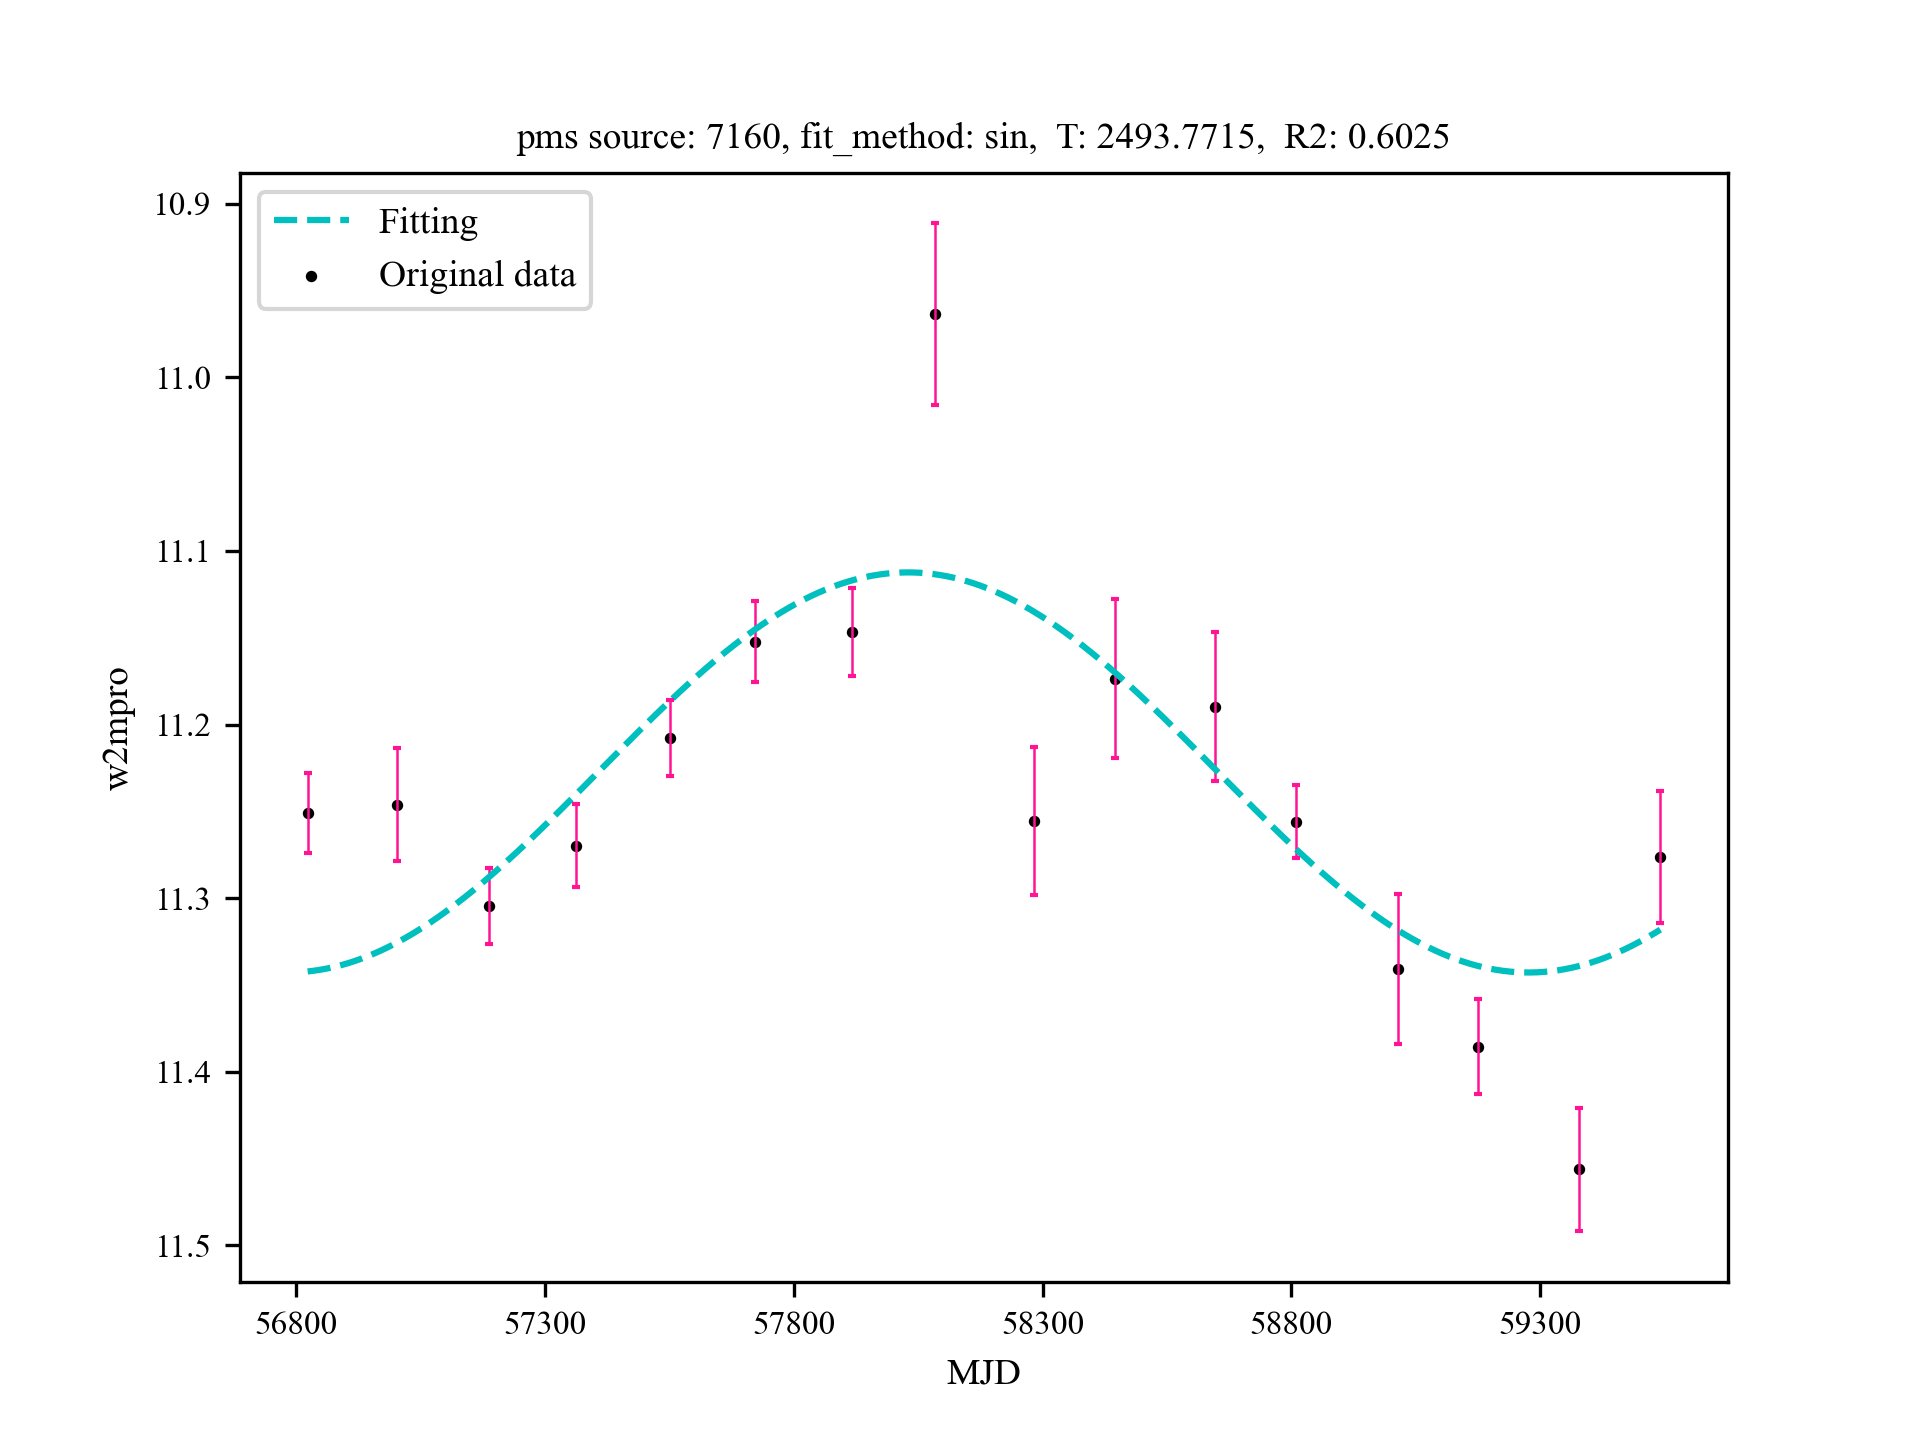 pms source: 7160, fit_method: sin,  T: 2493.7715,  R2: 0.6025
Fitting
Original data
10.9
11.0
11.1
11.2
11.3
11.4
11.5
w2mpro
56800 57300 57800 58300 58800 59300
MJD